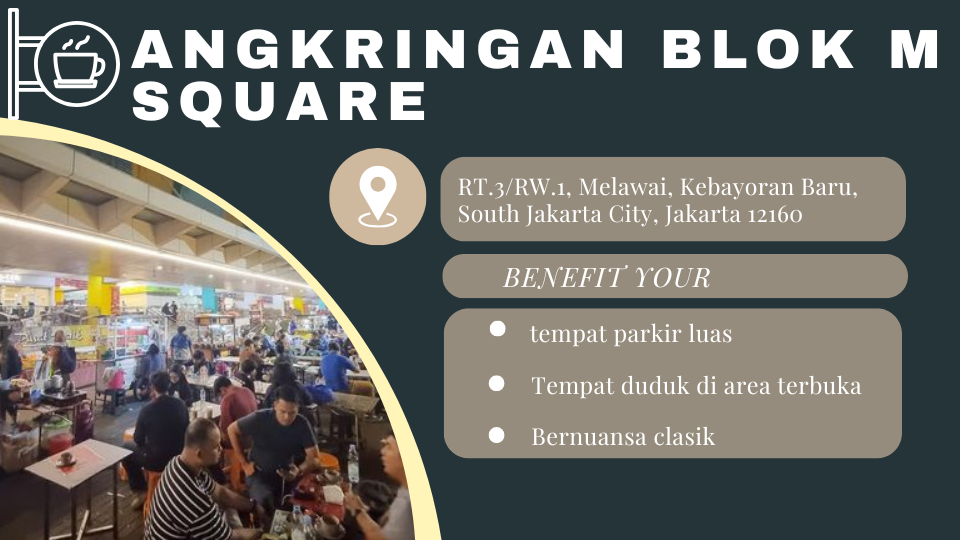 ANGKRINGAN BLOK M
SQUARE
RT.3/RW.1, Melawai, Kebayoran Baru,
South Jakarta City, Jakarta 12160
BENEFIT YOUR
tempat parkir luas
Tempat duduk di area terbuka
Bernuansa clasik